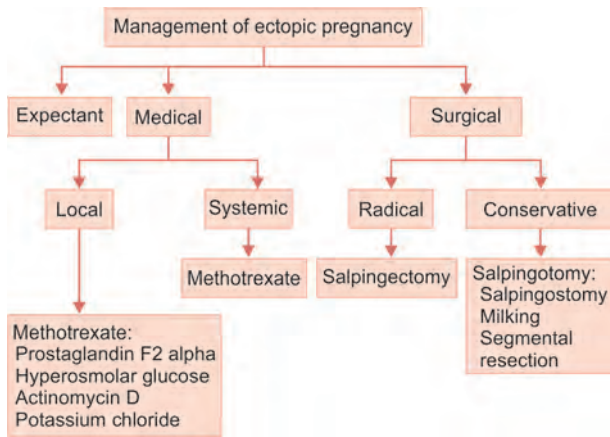 Management of ectopic pregnancy
Expectant
Medical
Surgical
Local
Systemic
Radical
Conservative
Methotrexate
Salpingectomy
Salpingotomy:
Salpingostomy
Milking
Segmental
resection
Methotrexate:
Prostaglandin F2 alpha
Hyperosmolar glucose
Actinomycin D
Potassium chloride